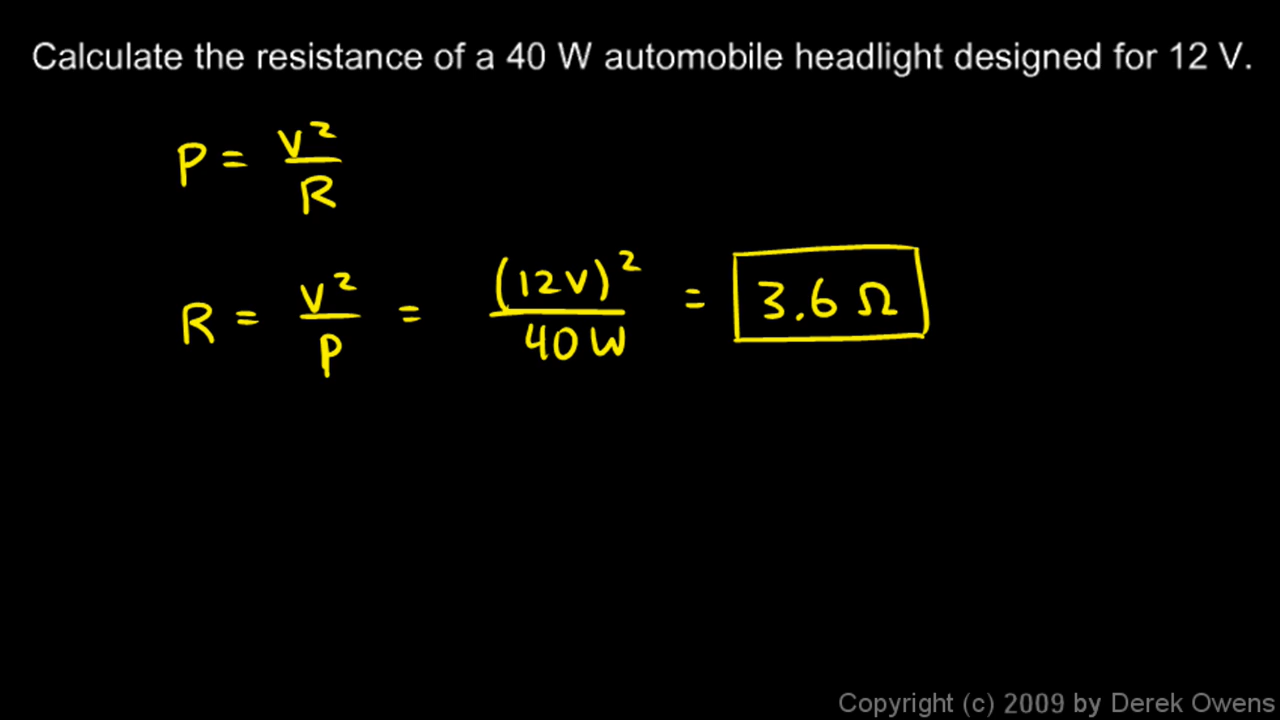 Calculate the resistance of a 40 W automobile headlight designed for 12 V.
P = V²/R
R = V²/P = (12V)²/40W = 3.6 Ω
Copyright (c) 2009 by Derek Owens